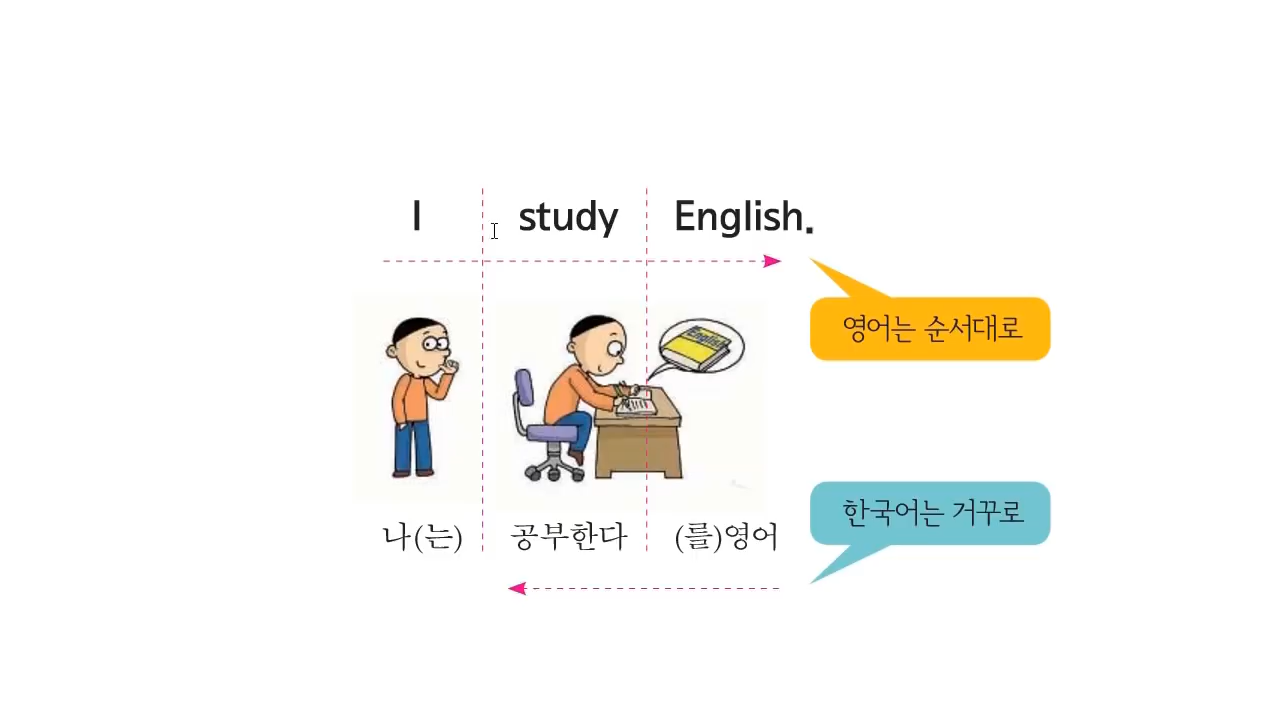 I study English.
영어는 순서대로
English
한국어는 거꾸로
나(는) 공부한다 (를)영어